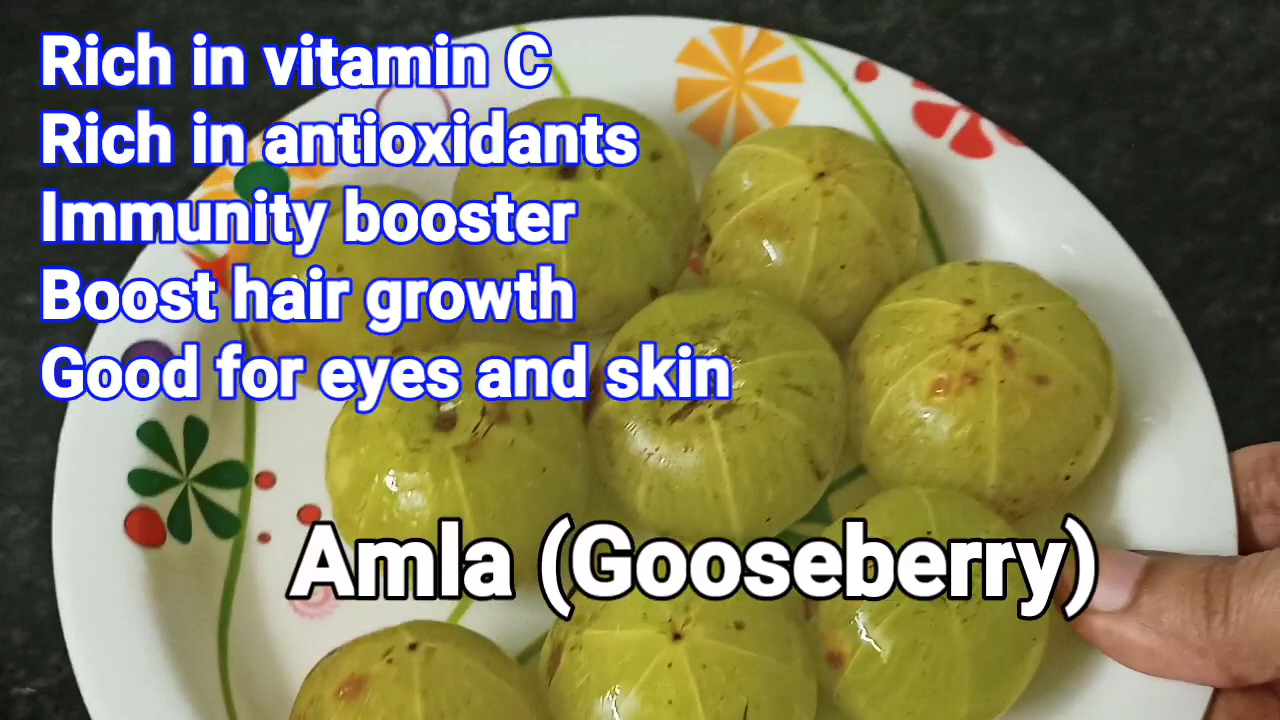 Rich in vitamin C
Rich in antioxidants
Immunity booster
Boost hair growth
Good for eyes and skin
Amla (Gooseberry)